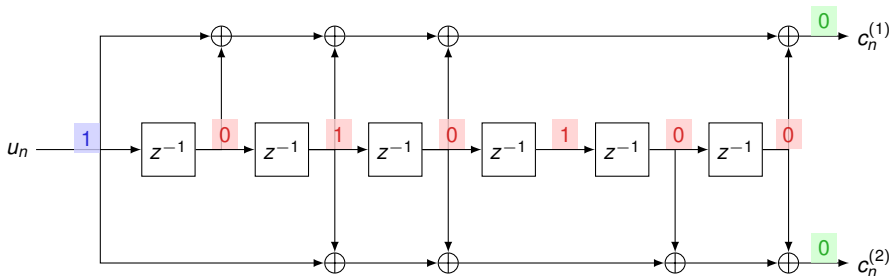 0
c_n^{(1)}
u_n 1 z^{-1} 0 z^{-1} 1 z^{-1} 0 z^{-1} 1 z^{-1} 0 z^{-1} 0
0
c_n^{(2)}